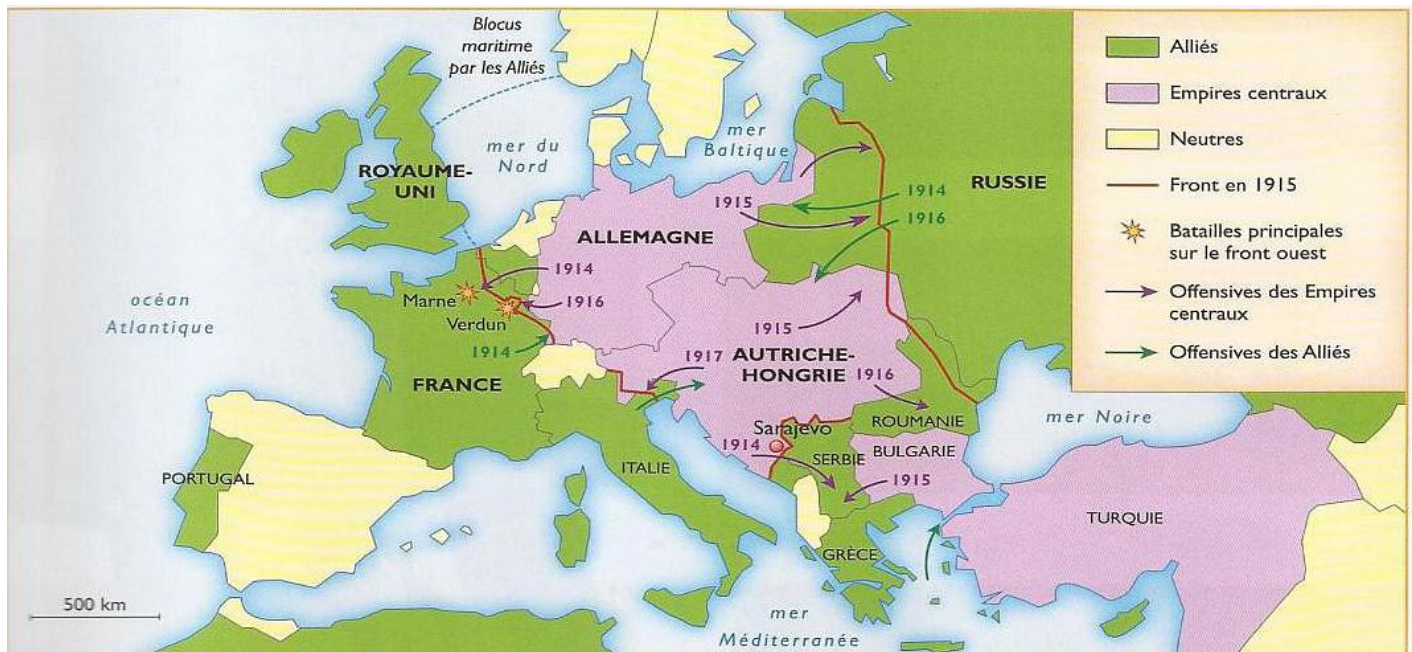 Blocus
maritime
par les Alliés
mer du
Nord
mer
Baltique
ROYAUME-
UNI
RUSSIE
ALLEMAGNE
1915
1914
1916
océan
Atlantique
1914
Marne
1916
Verdun
1914
1915
FRANCE
1917
AUTRICHE-
HONGRIE
1916
mer Noire
ROUMANIE
Sarajevo
1914
SERBIE
BULGARIE
ITALIE
1915
PORTUGAL
TURQUIE
GRÈCE
500 km
mer
Méditerranée
Alliés
Empires centraux
Neutres
Front en 1915
Batailles principales
sur le front ouest
Offensives des Empires
centraux
Offensives des Alliés